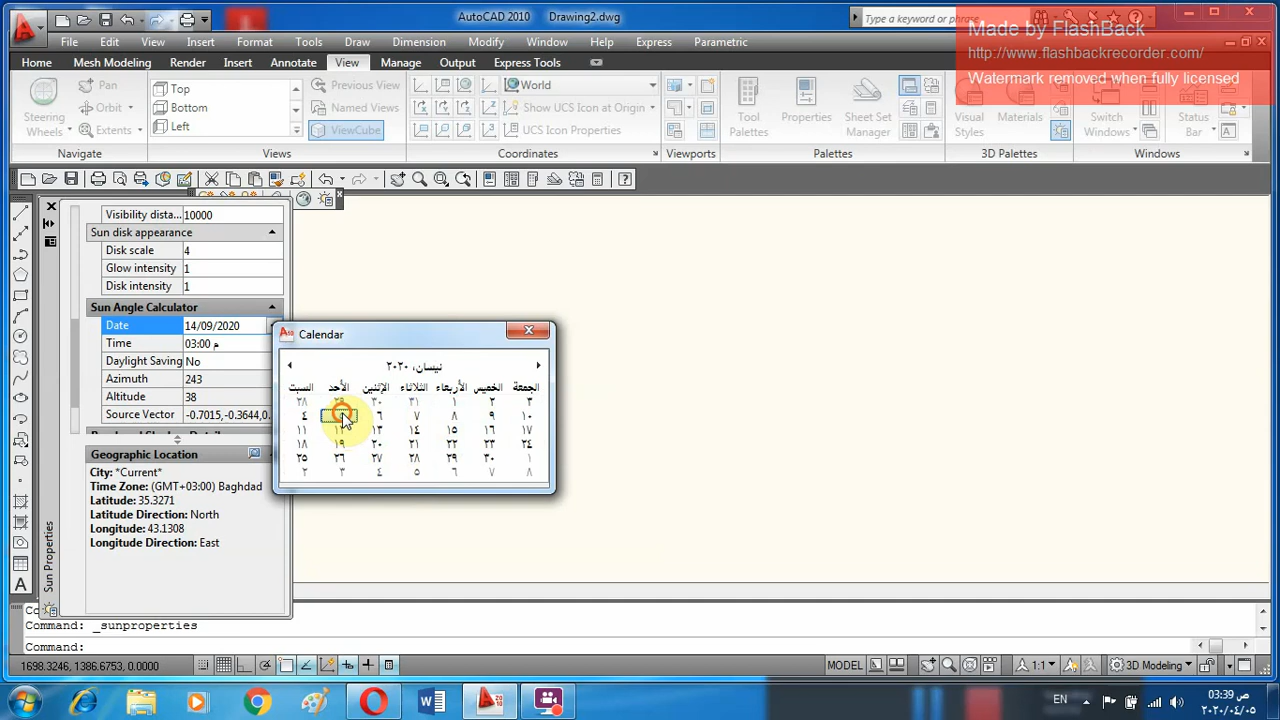 AutoCAD 2010 Drawing2.dwg
Type a keyword or phrase
Made by FlashBack
http://www.flashbackrecorder.com/
Watermark removed when fully licensed
File Edit View Insert Format Tools Draw Dimension Modify Window Help Express Parametric
Home Mesh Modeling Render Insert Annotate View Manage Output Express Tools
Steering Wheels
Pan
Orbit
Extents
Navigate
Top
Bottom
Left
Previous View
Named Views
ViewCube
Views
World
Show UCS Icon at Origin
UCS Icon Properties
Coordinates
Viewports
Tool Palettes
Properties
Sheet Set Manager
Palettes
Visual Styles
Materials
3D Palettes
Switch Windows
Status Bar
Windows
Visibility dista... 10000
Sun disk appearance
Disk scale 4
Glow intensity 1
Disk intensity 1
Sun Angle Calculator
Date 14/09/2020
Time 03:00 م
Daylight Saving No
Azimuth 243
Altitude 38
Source Vector -0.7015, -0.3644, 0
Geographic Location
City: *Current*
Time Zone: (GMT+03:00) Baghdad
Latitude: 35.3271
Latitude Direction: North
Longitude: 43.1308
Longitude Direction: East
Sun Properties
Calendar
نيسان، ٢٠٢٠
السبت الأحد الإثنين الثلاثاء الأربعاء الخميس الجمعة
٢٨ ٢٩ ٣٠ ٣١ ١ ٢ ٣
٤ ٦ ٧ ٨ ٩ ١٠
١١ ١٣ ١٤ ١٥ ١٦ ١٧
١٨ ١٩ ٢٠ ٢١ ٢٢ ٢٣ ٢٤
٢٥ ٢٦ ٢٧ ٢٨ ٢٩ ٣٠ ١
٢ ٣ ٤ ٥ ٦ ٧ ٨
Command: _sunproperties
Command:
1698.3246, 1386.6753, 0.0000
MODEL
1:1
3D Modeling
EN
03:39 ص
٢٠٢٠/٠٤/٠٥